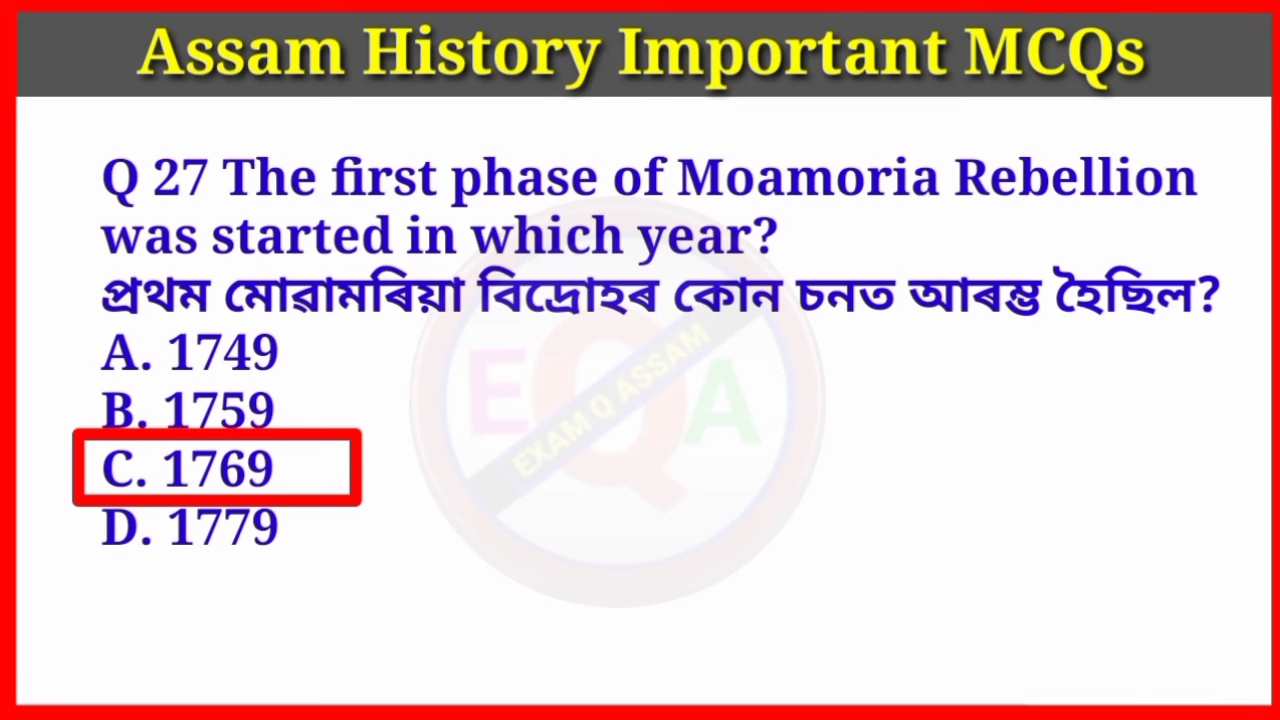 Assam History Important MCQs
Q 27 The first phase of Moamoria Rebellion
was started in which year?
প্ৰথম মোৱামৰিয়া বিদ্ৰোহৰ কোন চনত আৰম্ভ হৈছিল?
A. 1749
B. 1759
C. 1769
D. 1779
E Q A
EXAM Q ASSAM